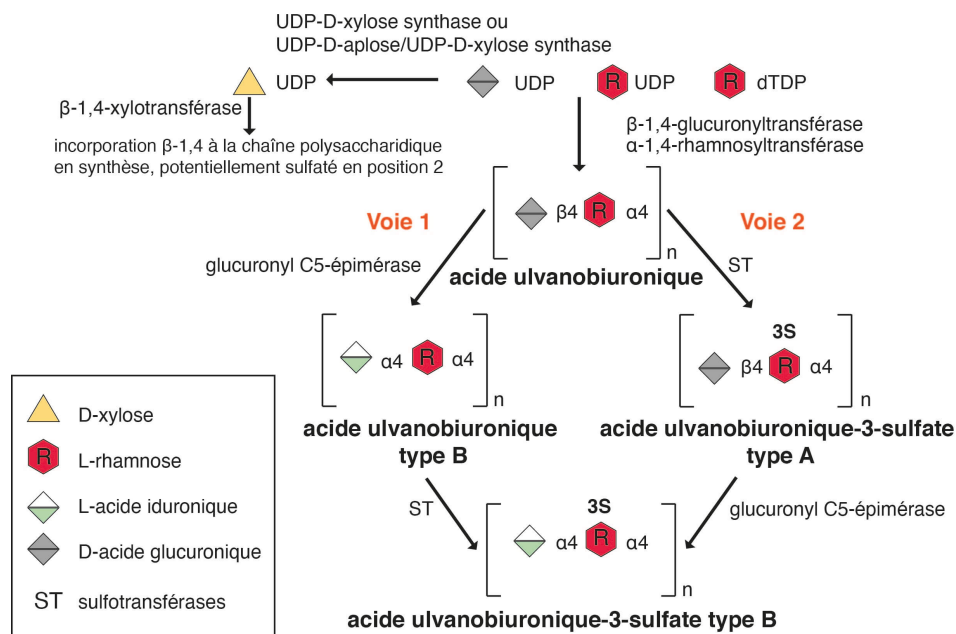 UDP-D-xylose synthase ou
UDP-D-aplose/UDP-D-xylose synthase
UDP
UDP
R UDP
R dTDP
β-1,4-xylotransférase
incorporation β-1,4 à la chaîne polysaccharidique
en synthèse, potentiellement sulfaté en position 2
β-1,4-glucuronyltransférase
α-1,4-rhamnosyltransférase
β4 R α4
n
acide ulvanobiuronique
Voie 1
Voie 2
glucuronyl C5-épimérase
ST
α4 R α4
n
acide ulvanobiuronique
type B
3S
β4 R α4
n
acide ulvanobiuronique-3-sulfate
type A
ST
glucuronyl C5-épimérase
3S
α4 R α4
n
acide ulvanobiuronique-3-sulfate type B
D-xylose
R L-rhamnose
L-acide iduronique
D-acide glucuronique
ST sulfotransférases